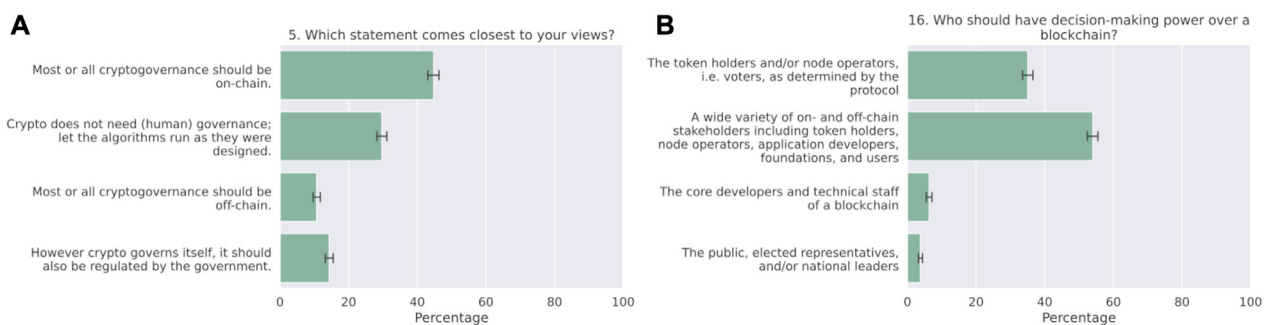 A
5. Which statement comes closest to your views?
Most or all cryptogovernance should be
on-chain.
Crypto does not need (human) governance;
let the algorithms run as they were
designed.
Most or all cryptogovernance should be
off-chain.
However crypto governs itself, it should
also be regulated by the government.
0 20 40 60 80 100
Percentage
B
16. Who should have decision-making power over a
blockchain?
The token holders and/or node operators,
i.e. voters, as determined by the
protocol
A wide variety of on- and off-chain
stakeholders including token holders,
node operators, application developers,
foundations, and users
The core developers and technical staff
of a blockchain
The public, elected representatives,
and/or national leaders
0 20 40 60 80 100
Percentage